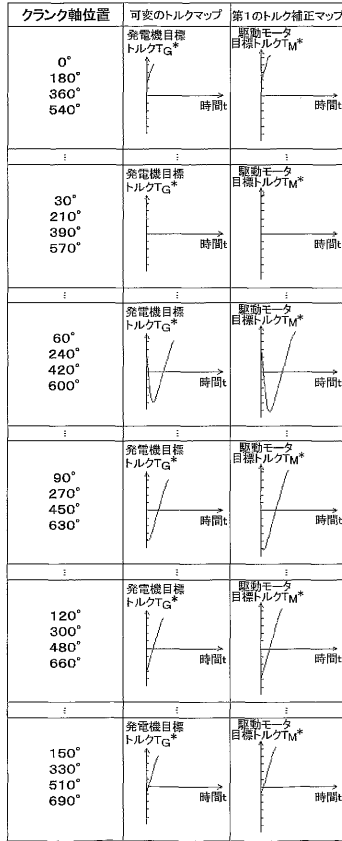 クランク軸位置 可変のトルクマップ 第1のトルク補正マップ
0°
180°
360°
540°
発電機目標
トルクTG*
時間t
駆動モータ
目標トルクTM*
時間t
⋮ ⋮ ⋮
30°
210°
390°
570°
発電機目標
トルクTG*
時間t
駆動モータ
目標トルクTM*
時間t
⋮ ⋮ ⋮
60°
240°
420°
600°
発電機目標
トルクTG*
時間t
駆動モータ
目標トルクTM*
時間t
⋮ ⋮ ⋮
90°
270°
450°
630°
発電機目標
トルクTG*
時間t
駆動モータ
目標トルクTM*
時間t
⋮ ⋮ ⋮
120°
300°
480°
660°
発電機目標
トルクTG*
時間t
駆動モータ
目標トルクTM*
時間t
⋮ ⋮ ⋮
150°
330°
510°
690°
発電機目標
トルクTG*
時間t
駆動モータ
目標トルクTM*
時間t